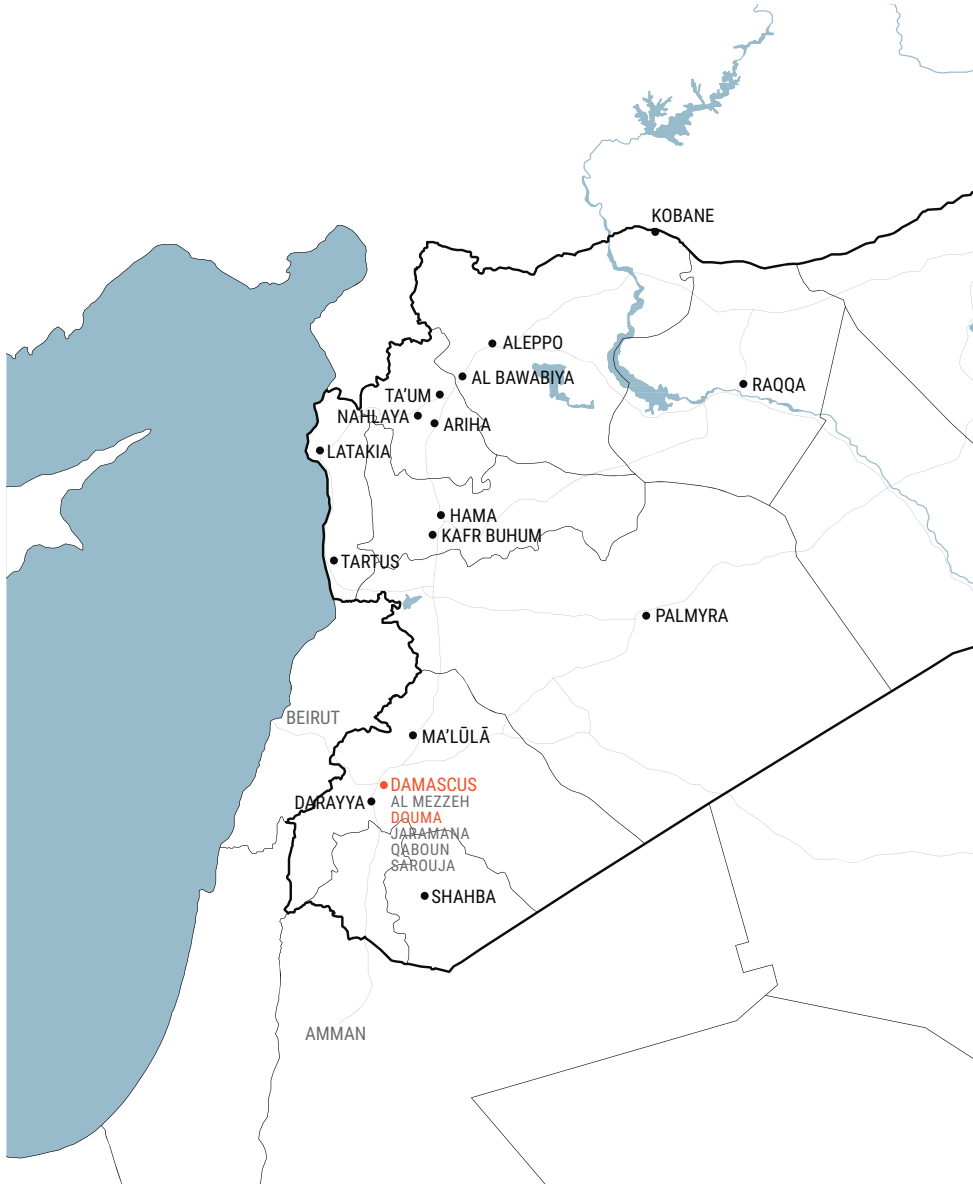 KOBANE
ALEPPO
AL BAWABIYA
RAQQA
TA'UM
NAHLAYA
ARIHA
LATAKIA
HAMA
KAFR BUHUM
TARTUS
PALMYRA
BEIRUT
MA'LŪLĀ
DAMASCUS
DARAYYA
AL MEZZEH
DOUMA
JARAMANA
QABOUN
SAROUJA
SHAHBA
AMMAN